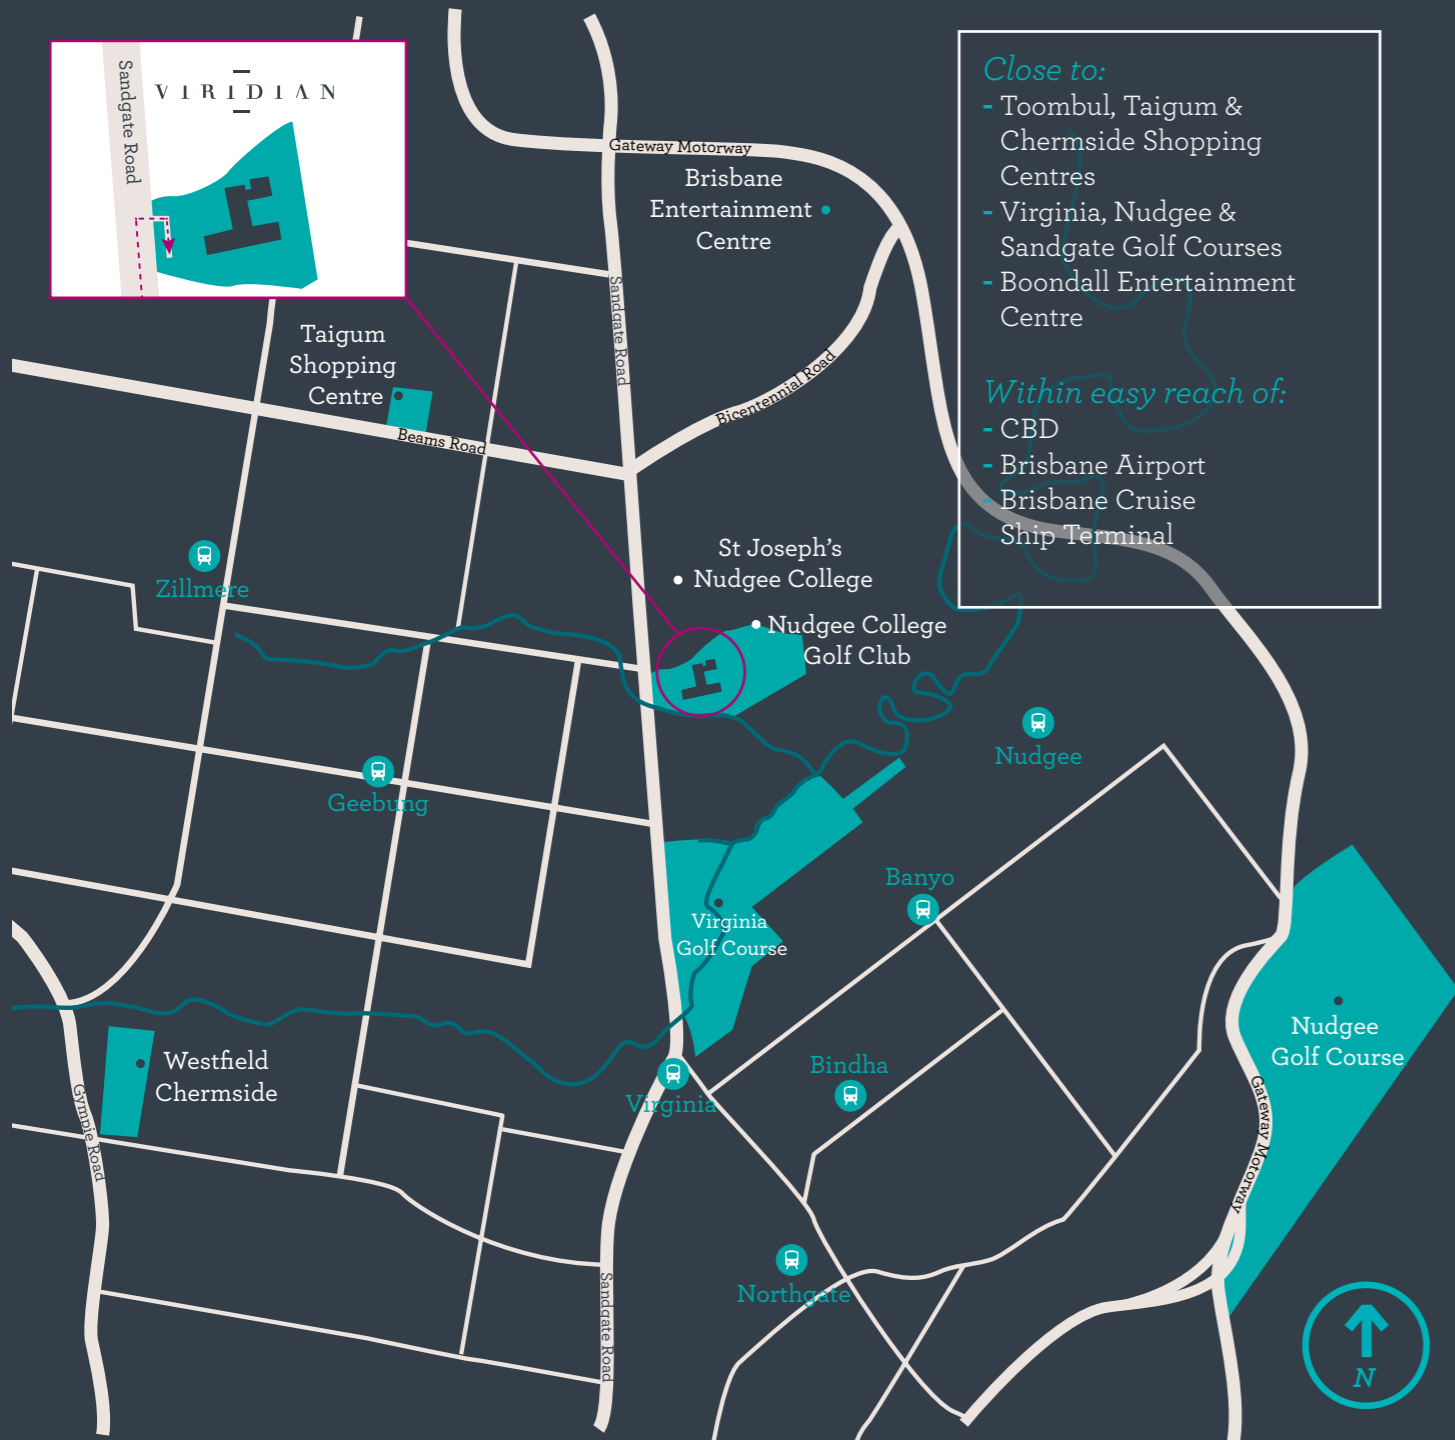 Sandgate Road
VIRIDIAN
Close to:
- Toombul, Taigum &
Chermside Shopping
Centres
- Virginia, Nudgee &
Sandgate Golf Courses
- Boondall Entertainment
Centre
Within easy reach of:
- CBD
- Brisbane Airport
- Brisbane Cruise
Ship Terminal
Gateway Motorway
Brisbane
Entertainment
Centre
Sandgate Road
Taigum
Shopping
Centre
Bicentennial Road
Beams Road
St Joseph's
Nudgee College
Zillmere
Nudgee College
Golf Club
Nudgee
Geebung
Banyo
Virginia
Golf Course
Nudgee
Golf Course
Westfield
Chermside
Bindha
Virginia
Gympie Road
Gateway Motorway
Northgate
Sandgate Road
N